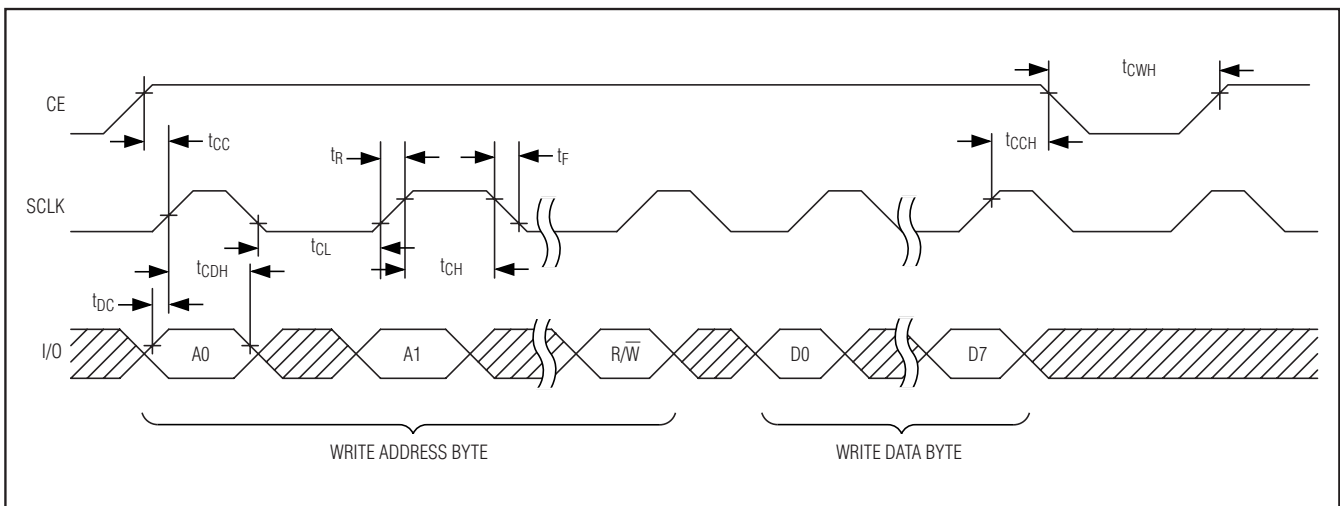 CE
tCWH
tCC
tCCH
tR
tF
SCLK
tCL
tCDH
tCH
tDC
I/O
A0
A1
R/W̅
D0
D7
WRITE ADDRESS BYTE
WRITE DATA BYTE